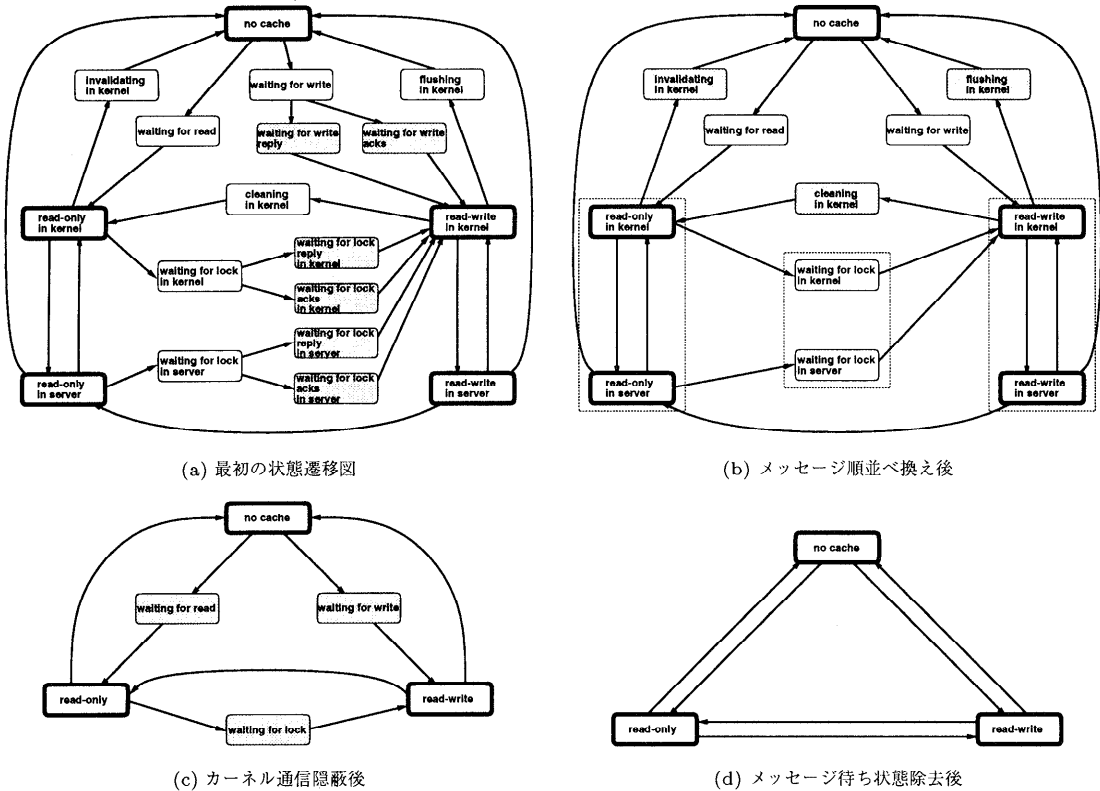 no cache
invalidating
in kernel
waiting for write
flushing
in kernel
waiting for read
waiting for write
reply
waiting for write
acks
cleaning
in kernel
read-only
in kernel
read-write
in kernel
waiting for lock
reply
in kernel
waiting for lock
in kernel
waiting for lock
acks
in kernel
waiting for lock
reply
in server
waiting for lock
in server
waiting for lock
acks
in server
read-only
in server
read-write
in server
(a) 最初の状態遷移図
no cache
invalidating
in kernel
flushing
in kernel
waiting for read
waiting for write
cleaning
in kernel
read-only
in kernel
read-write
in kernel
waiting for lock
in kernel
waiting for lock
in server
read-only
in server
read-write
in server
(b) メッセージ順並べ換え後
no cache
waiting for read
waiting for write
read-only
read-write
waiting for lock
(c) カーネル通信隠蔽後
no cache
read-only
read-write
(d) メッセージ待ち状態除去後